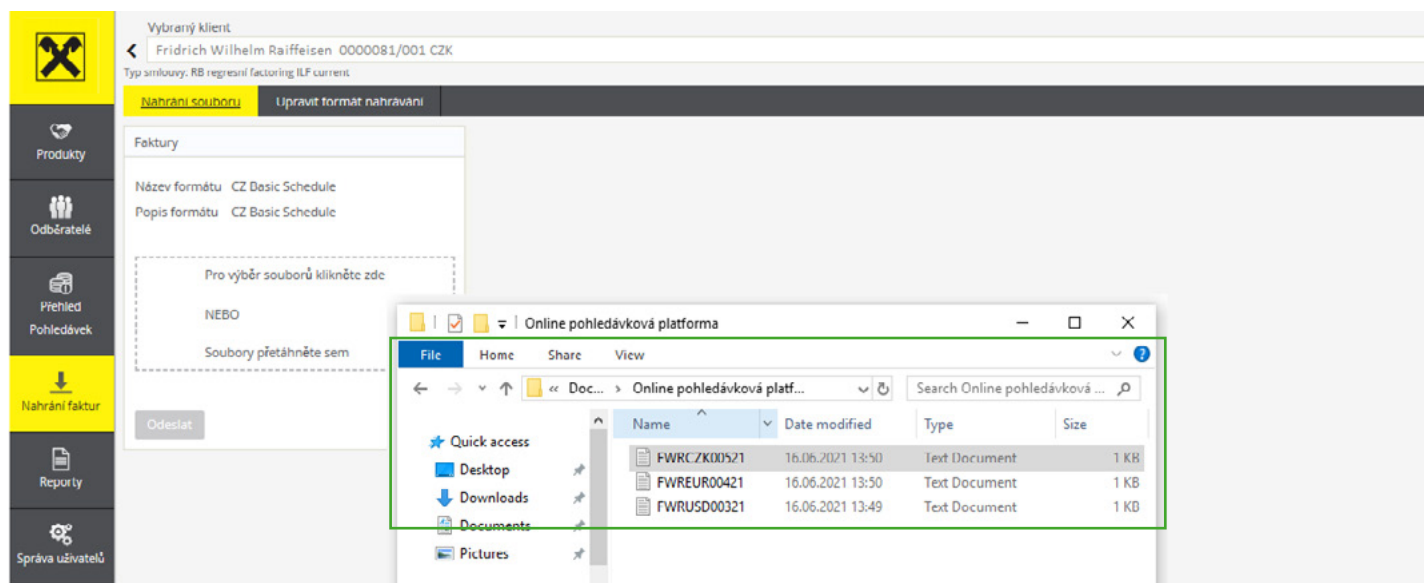 Vybraný klient
Fridrich Wilhelm Raiffeisen 0000081/001 CZK
Typ smlouvy: RB regresní factoring ILF current
Nahrání souboru
Upravit formát nahrávání
Produkty
Odběratelé
Přehled
Pohledávek
Nahrání faktur
Reporty
Správa uživatelů
Faktury
Název formátu CZ Basic Schedule
Popis formátu CZ Basic Schedule
Pro výběr souborů klikněte zde
NEBO
Soubory přetáhněte sem
Odeslat
Online pohledávková platforma
File Home Share View
« Doc... › Online pohledávková platf...
Search Online pohledávková ...
Quick access
Desktop
Downloads
Documents
Pictures
Name Date modified Type Size
FWRCZK00521 16.06.2021 13:50 Text Document 1 KB
FWREUR00421 16.06.2021 13:50 Text Document 1 KB
FWRUSD00321 16.06.2021 13:49 Text Document 1 KB